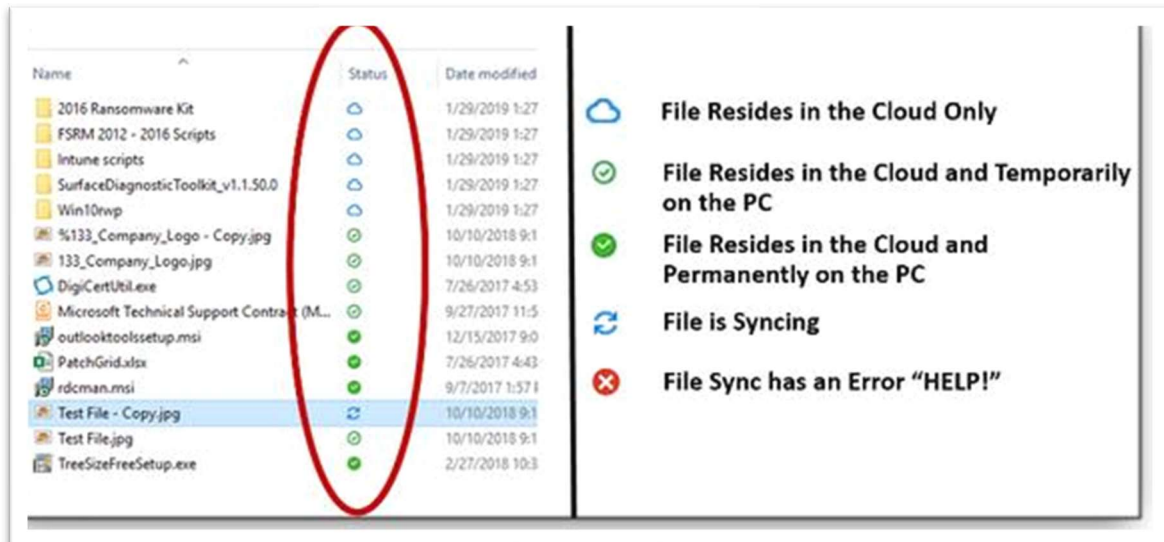 Name Status Date modified
2016 Ransomware Kit 1/29/2019 1:27
FSRM 2012 - 2016 Scripts 1/29/2019 1:27
Intune scripts 1/29/2019 1:27
SurfaceDiagnosticToolkit_v1.1.50.0 1/29/2019 1:27
Win10rwp 1/29/2019 1:27
%133_Company_Logo - Copy.jpg 10/10/2018 9:1
133_Company_Logo.jpg 10/10/2018 9:1
DigiCertUtil.exe 7/26/2017 4:53
Microsoft Technical Support Contract (M... 9/27/2017 11:5
outlooktoolssetup.msi 12/15/2017 9:0
PatchGrid.xlsx 7/26/2017 4:43
rdcman.msi 9/7/2017 1:57
Test File - Copy.jpg 10/10/2018 9:1
Test File.jpg 10/10/2018 9:1
TreeSizeFreeSetup.exe 2/27/2018 10:3
File Resides in the Cloud Only
File Resides in the Cloud and Temporarily
on the PC
File Resides in the Cloud and
Permanently on the PC
File is Syncing
File Sync has an Error “HELP!”